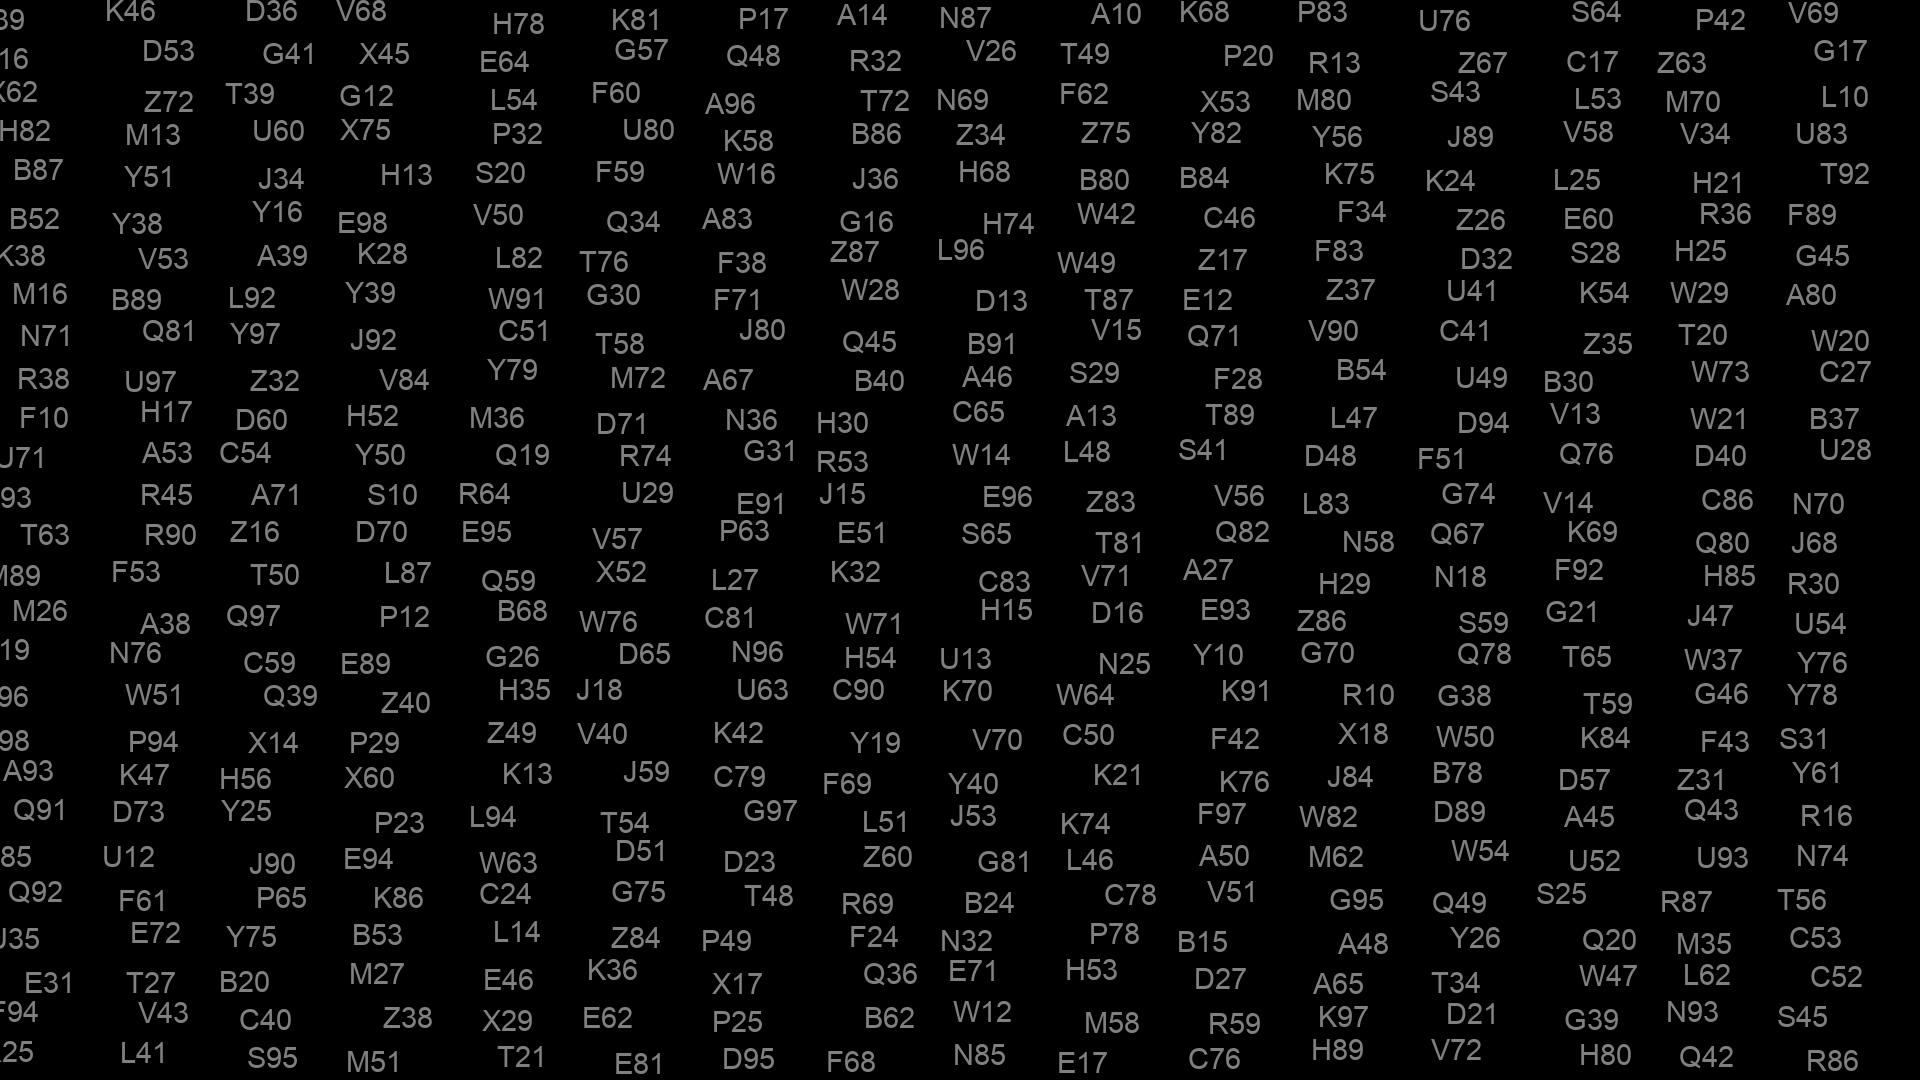 K46 D36 V68 H78 K81 P17 A14 N87 A10 K68 P83 U76 S64 P42 V69
D53 G41 X45 E64 G57 Q48 R32 V26 T49 P20 R13 Z67 C17 Z63 G17
Z72 T39 G12 L54 F60 A96 T72 N69 F62 X53 M80 S43 L53 M70 L10
H82 M13 U60 X75 P32 U80 K58 B86 Z34 Z75 Y82 Y56 J89 V58 V34 U83
B87 Y51 J34 H13 S20 F59 W16 J36 H68 B80 B84 K75 K24 L25 H21 T92
B52 Y38 Y16 E98 V50 Q34 A83 G16 H74 W42 C46 F34 Z26 E60 R36 F89
K38 V53 A39 K28 L82 T76 F38 Z87 L96 W49 Z17 F83 D32 S28 H25 G45
M16 B89 L92 Y39 W91 G30 F71 W28 D13 T87 E12 Z37 U41 K54 W29 A80
N71 Q81 Y97 J92 C51 T58 J80 Q45 B91 V15 Q71 V90 C41 Z35 T20 W20
R38 U97 Z32 V84 Y79 M72 A67 B40 A46 S29 F28 B54 U49 B30 W73 C27
F10 H17 D60 H52 M36 D71 N36 H30 C65 A13 T89 L47 D94 V13 W21 B37
U71 A53 C54 Y50 Q19 R74 G31 R53 W14 L48 S41 D48 F51 Q76 D40 U28
R45 A71 S10 R64 U29 E91 J15 E96 Z83 V56 L83 G74 V14 C86 N70
T63 R90 Z16 D70 E95 V57 P63 E51 S65 T81 Q82 N58 Q67 K69 Q80 J68
M89 F53 T50 L87 Q59 X52 L27 K32 C83 V71 A27 H29 N18 F92 H85 R30
M26 A38 Q97 P12 B68 W76 C81 W71 H15 D16 E93 Z86 S59 G21 J47 U54
N76 C59 E89 G26 D65 N96 H54 U13 N25 Y10 G70 Q78 T65 W37 Y76
W51 Q39 Z40 H35 J18 U63 C90 K70 W64 K91 R10 G38 T59 G46 Y78
P94 X14 P29 Z49 V40 K42 Y19 V70 C50 F42 X18 W50 K84 F43 S31
A93 K47 H56 X60 K13 J59 C79 F69 Y40 K21 K76 J84 B78 D57 Z31 Y61
Q91 D73 Y25 P23 L94 T54 G97 L51 J53 K74 F97 W82 D89 A45 Q43 R16
U12 J90 E94 W63 D51 D23 Z60 G81 L46 A50 M62 W54 U52 U93 N74
Q92 F61 P65 K86 C24 G75 T48 R69 B24 C78 V51 G95 Q49 S25 R87 T56
E72 Y75 B53 L14 Z84 P49 F24 N32 P78 B15 A48 Y26 Q20 M35 C53
E31 T27 B20 M27 E46 K36 X17 Q36 E71 H53 D27 A65 T34 W47 L62 C52
V43 C40 Z38 X29 E62 P25 B62 W12 M58 R59 K97 D21 G39 N93 S45
L41 S95 M51 T21 E81 D95 F68 N85 E17 C76 H89 V72 H80 Q42 R86